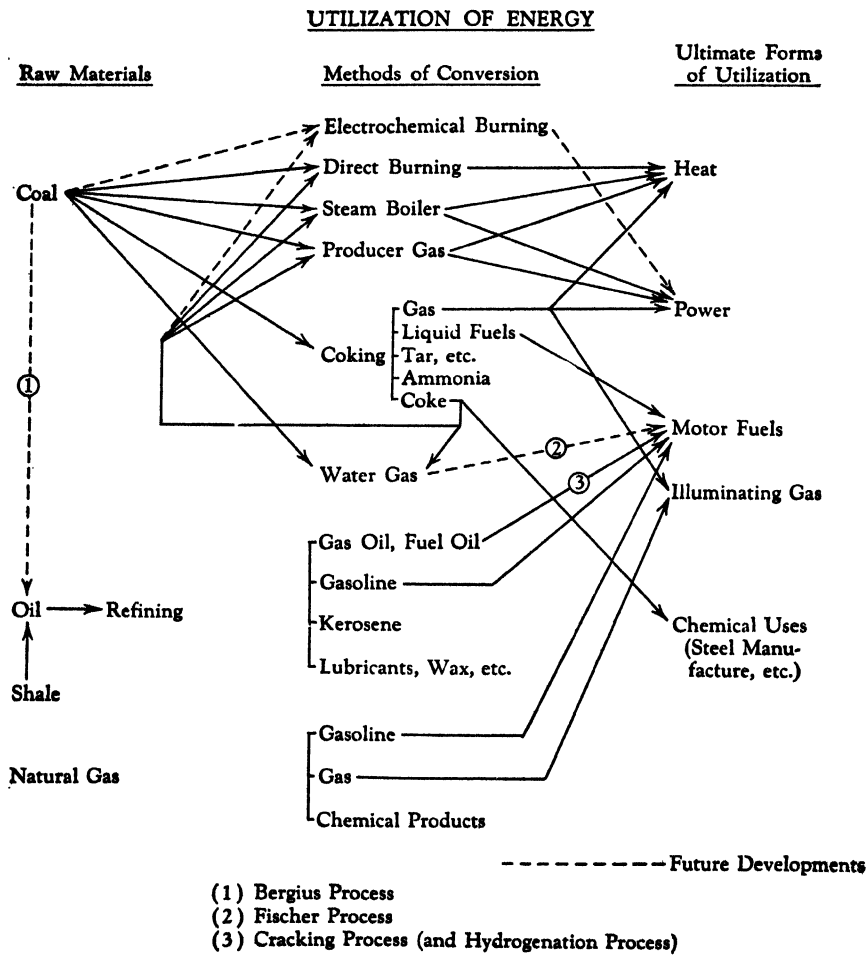 UTILIZATION OF ENERGY
Raw Materials
Methods of Conversion
Ultimate Forms
of Utilization
Electrochemical Burning
Coal
Direct Burning
Heat
Steam Boiler
Producer Gas
Gas
Power
Liquid Fuels
Coking
Tar, etc.
Ammonia
Coke
①
Motor Fuels
②
Water Gas
③
Illuminating Gas
Gas Oil, Fuel Oil
Gasoline
Oil
Refining
Kerosene
Chemical Uses
(Steel Manu-
facture, etc.)
Lubricants, Wax, etc.
Shale
Gasoline
Natural Gas
Gas
Chemical Products
Future Developments
(1) Bergius Process
(2) Fischer Process
(3) Cracking Process (and Hydrogenation Process)